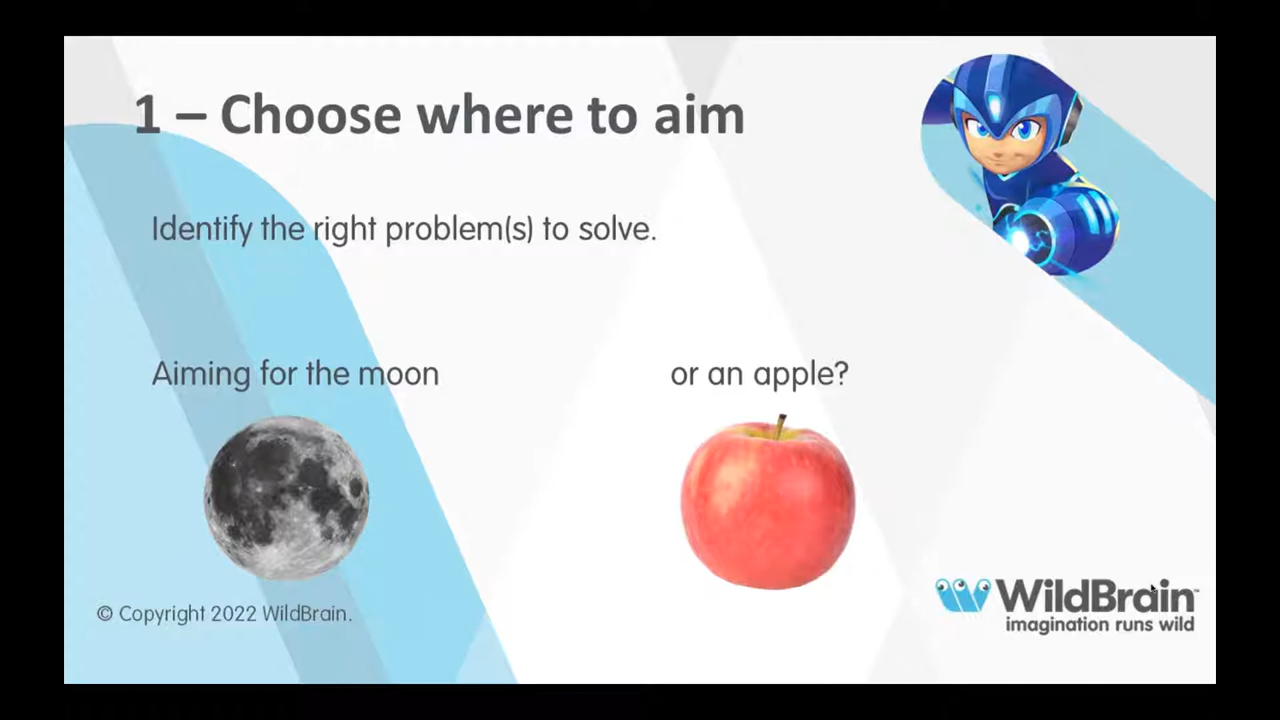 1 – Choose where to aim
Identify the right problem(s) to solve.
Aiming for the moon
or an apple?
© Copyright 2022 WildBrain.
WildBrain™
imagination runs wild